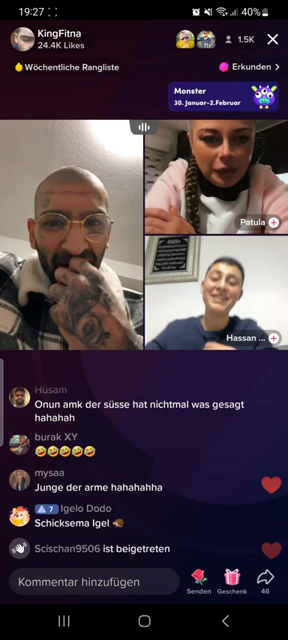 19:27
40%
KingFitna
24.4K Likes
1.5K
Wöchentliche Rangliste
Erkunden
Monster
30. Januar-2.Februar
Patula
Hassan ...
Hüsam
Onun amk der süsse hat nichtmal was gesagt
hahahah
burak XY
🤣🤣🤣🤣🤣
mysaa
Junge der arme hahahahha
7 Igelo Dodo
Schicksema Igel 🦔
Scischan9506 ist beigetreten
Kommentar hinzufügen
Senden
Geschenk
46